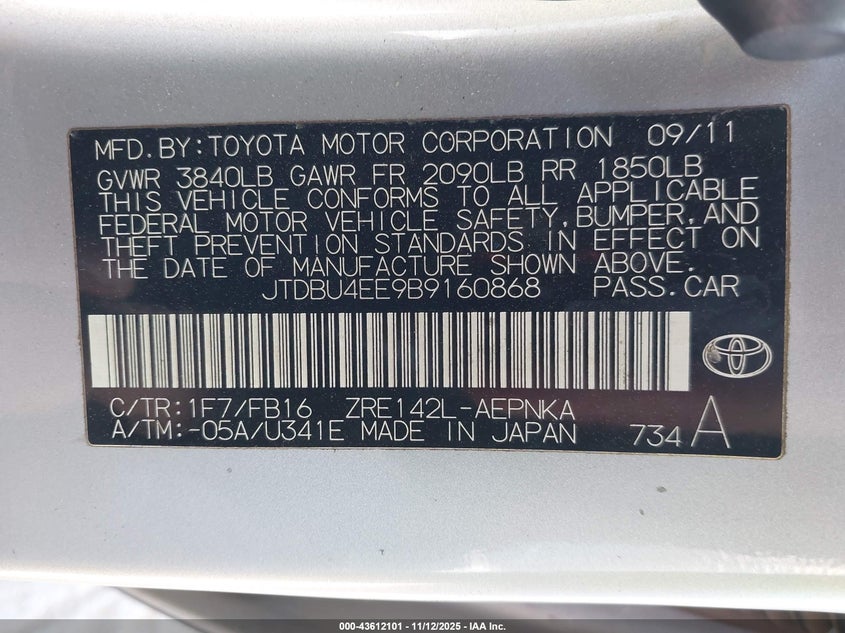 MFD.BY:TOYOTA MOTOR CORPORATION 09/11
GVWR 3840LB GAWR FR 2090LB RR 1850LB
THIS VEHICLE CONFORMS TO ALL APPLICABLE
FEDERAL MOTOR VEHICLE SAFETY,BUMPER,AND
THEFT PREVENTION STANDARDS IN EFFECT ON
THE DATE OF MANUFACTURE SHOWN ABOVE.
JTDBU4EE9B9160868 PASS.CAR
C/TR:1F7/FB16 ZRE142L-AEPNKA
A/TM:-05A/U341E MADE IN JAPAN 734 A
000-43612101 - 11/12/2025 - IAA Inc.